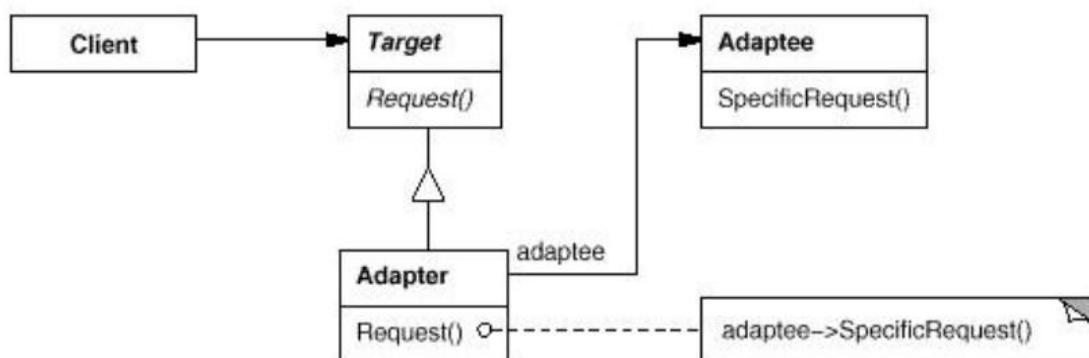 Client
Target
Request()
Adaptee
SpecificRequest()
adaptee
Adapter
Request()
adaptee->SpecificRequest()